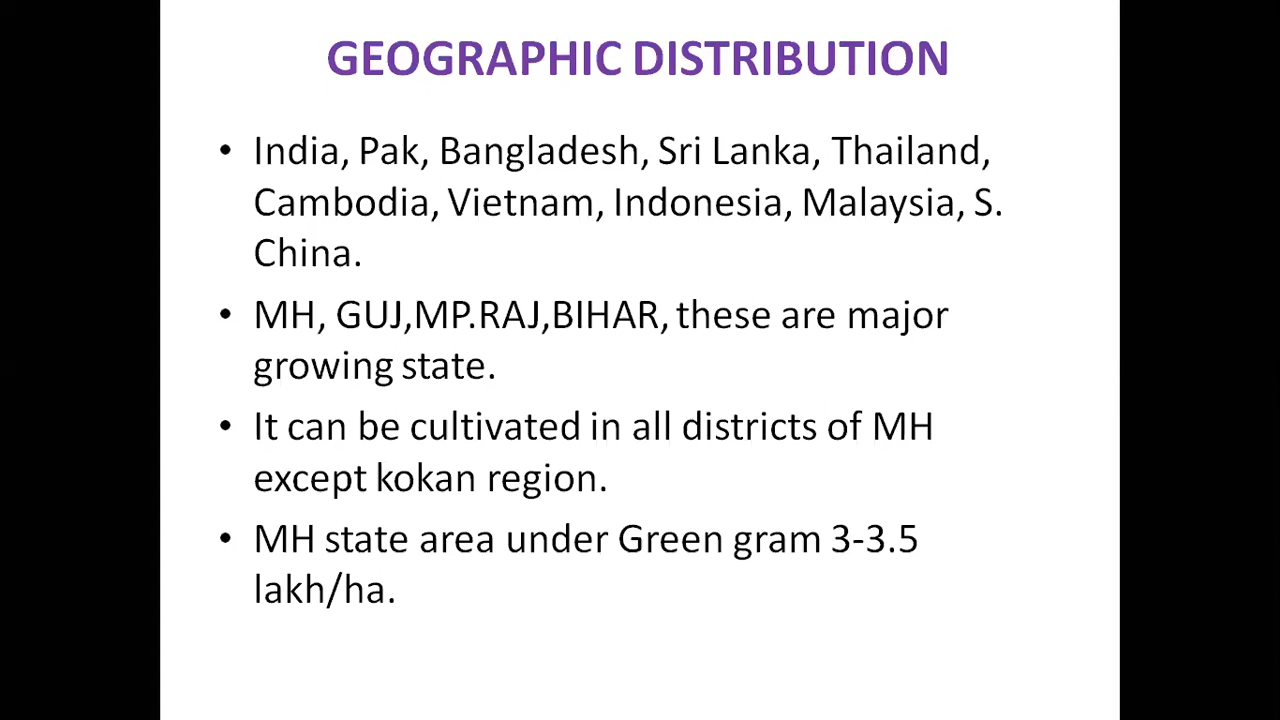 GEOGRAPHIC DISTRIBUTION
• India, Pak, Bangladesh, Sri Lanka, Thailand,
Cambodia, Vietnam, Indonesia, Malaysia, S.
China.
• MH, GUJ,MP.RAJ,BIHAR, these are major
growing state.
• It can be cultivated in all districts of MH
except kokan region.
• MH state area under Green gram 3-3.5
lakh/ha.